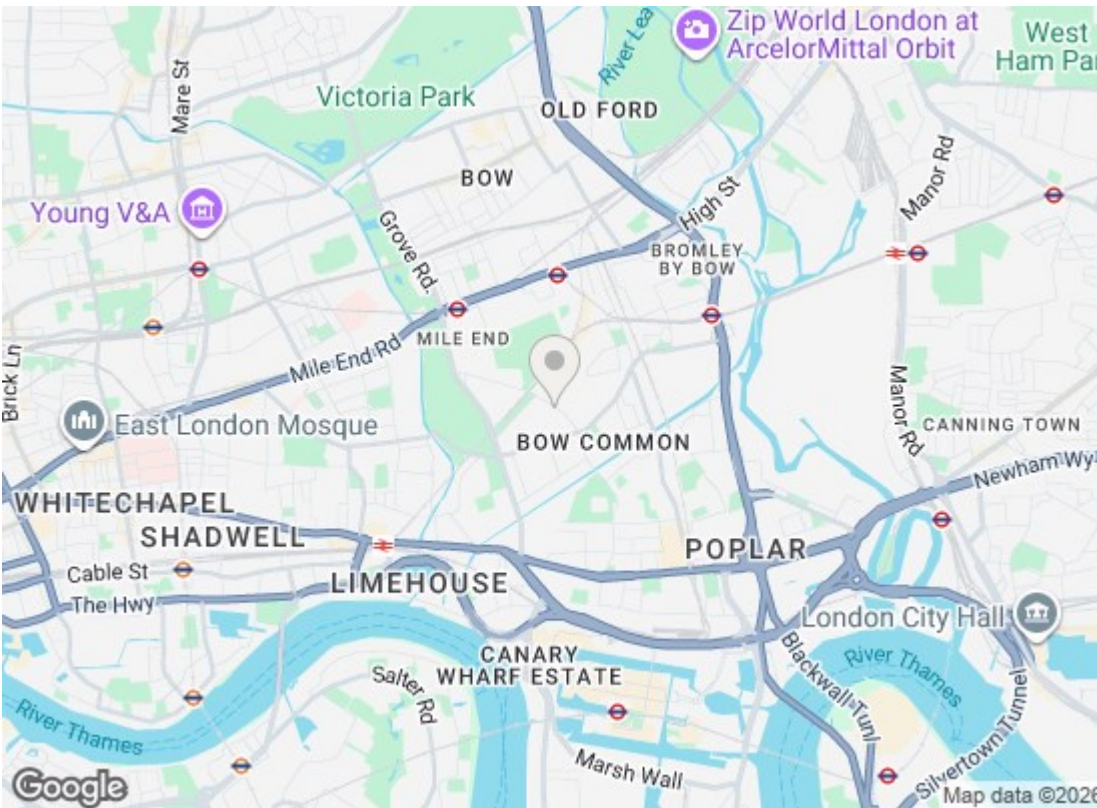 Zip World London at
ArcelorMittal Orbit
West
Ham Par
River Lea
Mare St
Victoria Park
OLD FORD
BOW
Manor Rd
Young V&A
Grove Rd.
High St
BROMLEY
BY BOW
MILE END
Mile End Rd
Brick Ln
Manor Rd
East London Mosque
BOW COMMON
CANNING TOWN
Newham Wy
WHITECHAPEL
SHADWELL
POPLAR
Cable St
LIMEHOUSE
The Hwy
London City Hall
CANARY
WHARF ESTATE
Salter Rd
Blackwall Tunl
River Thames
River Thames
Marsh Wall
Silvertown Tunnel
Google
Map data ©2026